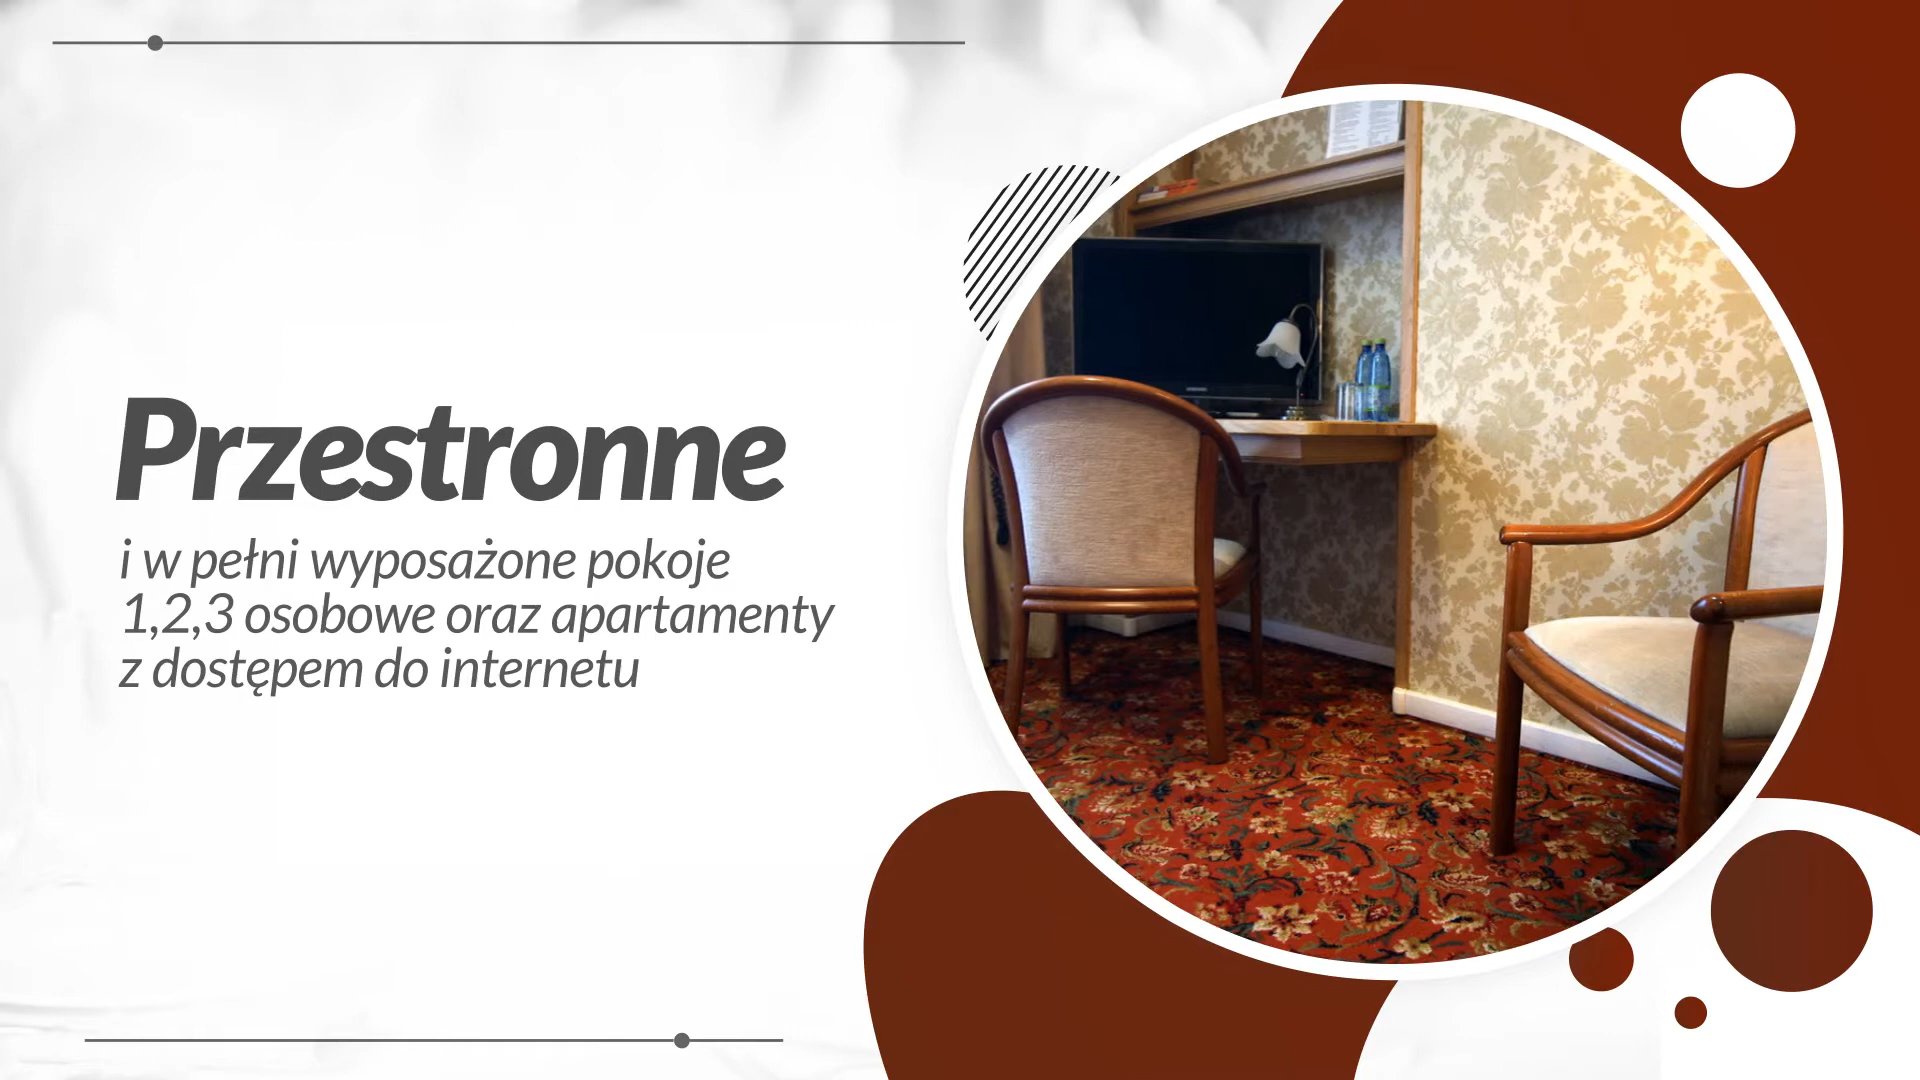 Przestronne
i w pełni wyposażone pokoje
1,2,3 osobowe oraz apartamenty
z dostępem do internetu